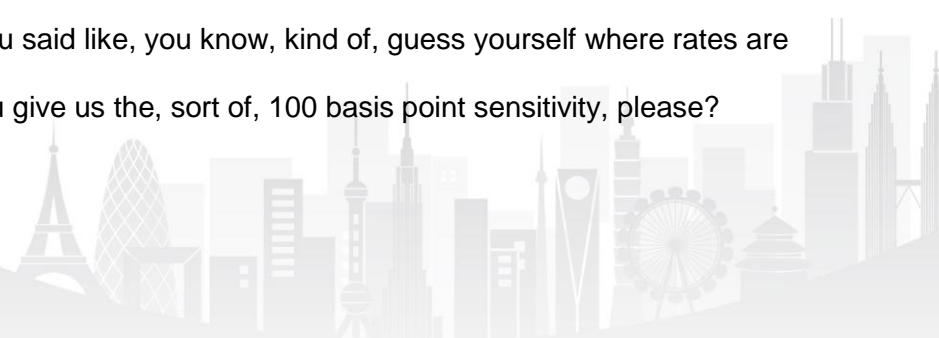 said like, you know, kind of, guess yourself where rates are
give us the, sort of, 100 basis point sensitivity, please?